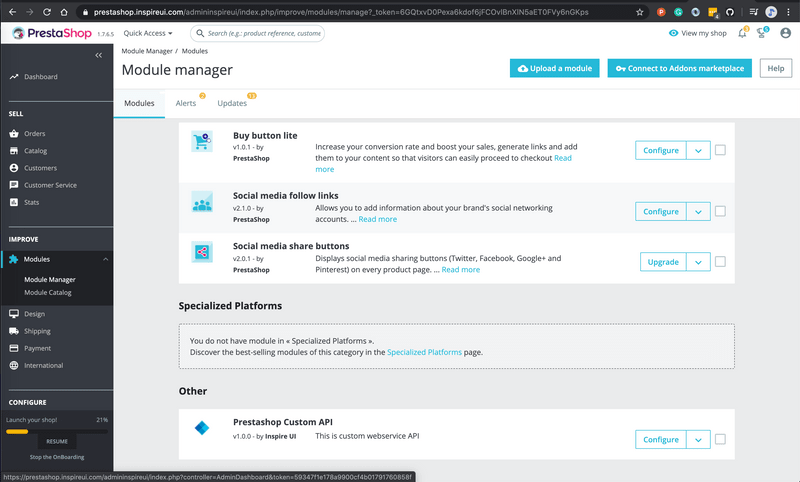 prestashop.inspireui.com/admininspireui/index.php/improve/modules/manage?_token=6GQtxvD0Pexa6kdof6jFCOvIBnXIN5aET0FVy6nGKps
PrestaShop 1.7.6.5 Quick Access Search (e.g.: product reference, custome View my shop
Module Manager / Modules
Module manager
Upload a module
Connect to Addons marketplace
Help
Modules
Alerts 2
Updates 13
Dashboard
SELL
Orders
Catalog
Customers
Customer Service
Stats
IMPROVE
Modules
Module Manager
Module Catalog
Design
Shipping
Payment
International
CONFIGURE
Launch your shop! 21%
RESUME
Stop the OnBoarding
Buy button lite
v1.0.1 - by
PrestaShop
Increase your conversion rate and boost your sales, generate links and add
them to your content so that visitors can easily proceed to checkout Read
more
Configure
Social media follow links
v2.1.0 - by
PrestaShop
Allows you to add information about your brand's social networking
accounts. ... Read more
Configure
Social media share buttons
v2.0.1 - by
PrestaShop
Displays social media sharing buttons (Twitter, Facebook, Google+ and
Pinterest) on every product page. ... Read more
Upgrade
Specialized Platforms
You do not have module in « Specialized Platforms ».
Discover the best-selling modules of this category in the Specialized Platforms page.
Other
Prestashop Custom API
v1.0.0 - by Inspire UI
This is custom webservice API
Configure
https://prestashop.inspireui.com/admininspireui/index.php?controller=AdminDashboard&token=59347f1e178a9900cf4b01791760858f